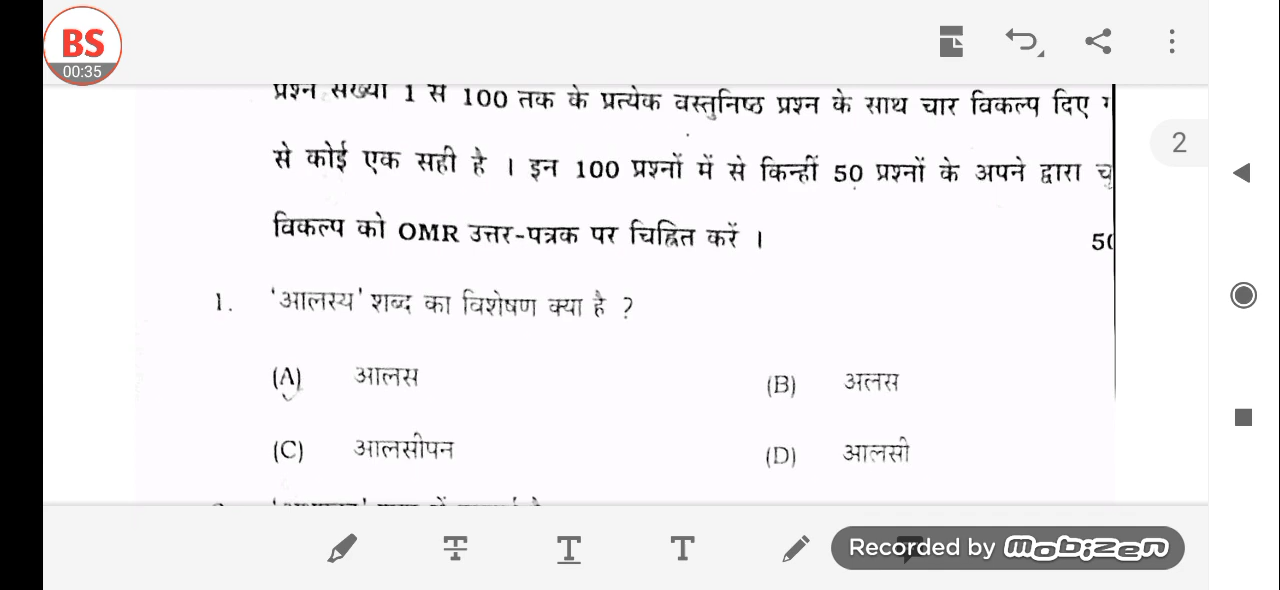 BS
00:35
2
प्रश्न संख्या 1 से 100 तक के प्रत्येक वस्तुनिष्ठ प्रश्न के साथ चार विकल्प दिए
से कोई एक सही है । इन 100 प्रश्नों में से किन्हीं 50 प्रश्नों के अपने द्वारा
विकल्प को OMR उत्तर-पत्रक पर चिह्नित करें ।
1. 'आलस्य' शब्द का विशेषण क्या है ?
(A) आलस (B) अलस
(C) आलसीपन (D) आलसी
Recorded by mobizen